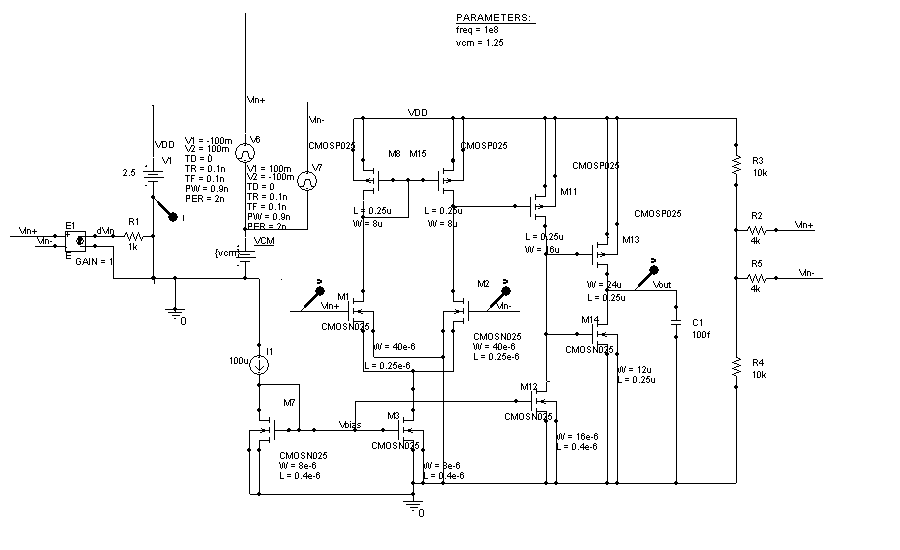 PARAMETERS:
freq = 1e8
vcm = 1.25
Vin+
Vin-
VDD
V1
2.5
I
V1 = -100m
V2 = 100m
TD = 0
TR = 0.1n
TF = 0.1n
PW = 0.9n
PER = 2n
V6
V1 = 100m
V2 = -100m
TD = 0
TR = 0.1n
TF = 0.1n
PW = 0.9n
PER = 2n
V7
VCM
{vcm}
Vin+
Vin-
E1
E
GAIN = 1
dVin
R1
1k
0
VDD
CMOSP025
M8
L = 0.25u
W = 8u
M15
CMOSP025
L = 0.25u
W = 8u
CMOSP025
M11
L = 0.25u
W = 16u
CMOSP025
M13
W = 24u
L = 0.25u
V
Vin+
M1
CMOSN025
W = 40e-6
L = 0.25e-6
V
M2
Vin-
CMOSN025
W = 40e-6
L = 0.25e-6
V
Vout
M14
CMOSN025
W = 12u
L = 0.25u
C1
100f
R3
10k
R2
4k
Vin+
R5
4k
Vin-
R4
10k
I1
100u
M7
CMOSN025
W = 8e-6
L = 0.4e-6
Vbias
M3
CMOSN025
W = 8e-6
L = 0.4e-6
M12
CMOSN025
W = 16e-6
L = 0.4e-6
0